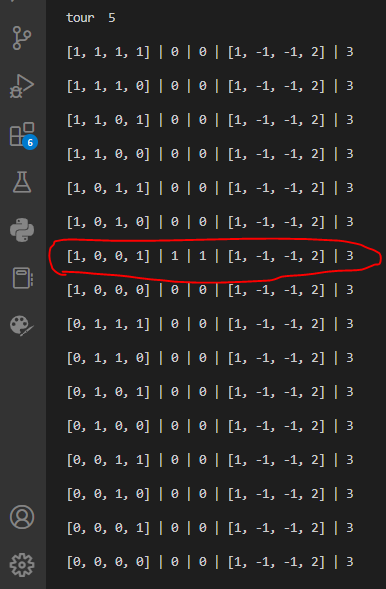 tour  5
[1, 1, 1, 1] | 0 | 0 | [1, -1, -1, 2] | 3
[1, 1, 1, 0] | 0 | 0 | [1, -1, -1, 2] | 3
[1, 1, 0, 1] | 0 | 0 | [1, -1, -1, 2] | 3
[1, 1, 0, 0] | 0 | 0 | [1, -1, -1, 2] | 3
[1, 0, 1, 1] | 0 | 0 | [1, -1, -1, 2] | 3
[1, 0, 1, 0] | 0 | 0 | [1, -1, -1, 2] | 3
[1, 0, 0, 1] | 1 | 1 | [1, -1, -1, 2] | 3
[1, 0, 0, 0] | 0 | 0 | [1, -1, -1, 2] | 3
[0, 1, 1, 1] | 0 | 0 | [1, -1, -1, 2] | 3
[0, 1, 1, 0] | 0 | 0 | [1, -1, -1, 2] | 3
[0, 1, 0, 1] | 0 | 0 | [1, -1, -1, 2] | 3
[0, 1, 0, 0] | 0 | 0 | [1, -1, -1, 2] | 3
[0, 0, 1, 1] | 0 | 0 | [1, -1, -1, 2] | 3
[0, 0, 1, 0] | 0 | 0 | [1, -1, -1, 2] | 3
[0, 0, 0, 1] | 0 | 0 | [1, -1, -1, 2] | 3
[0, 0, 0, 0] | 0 | 0 | [1, -1, -1, 2] | 3
6